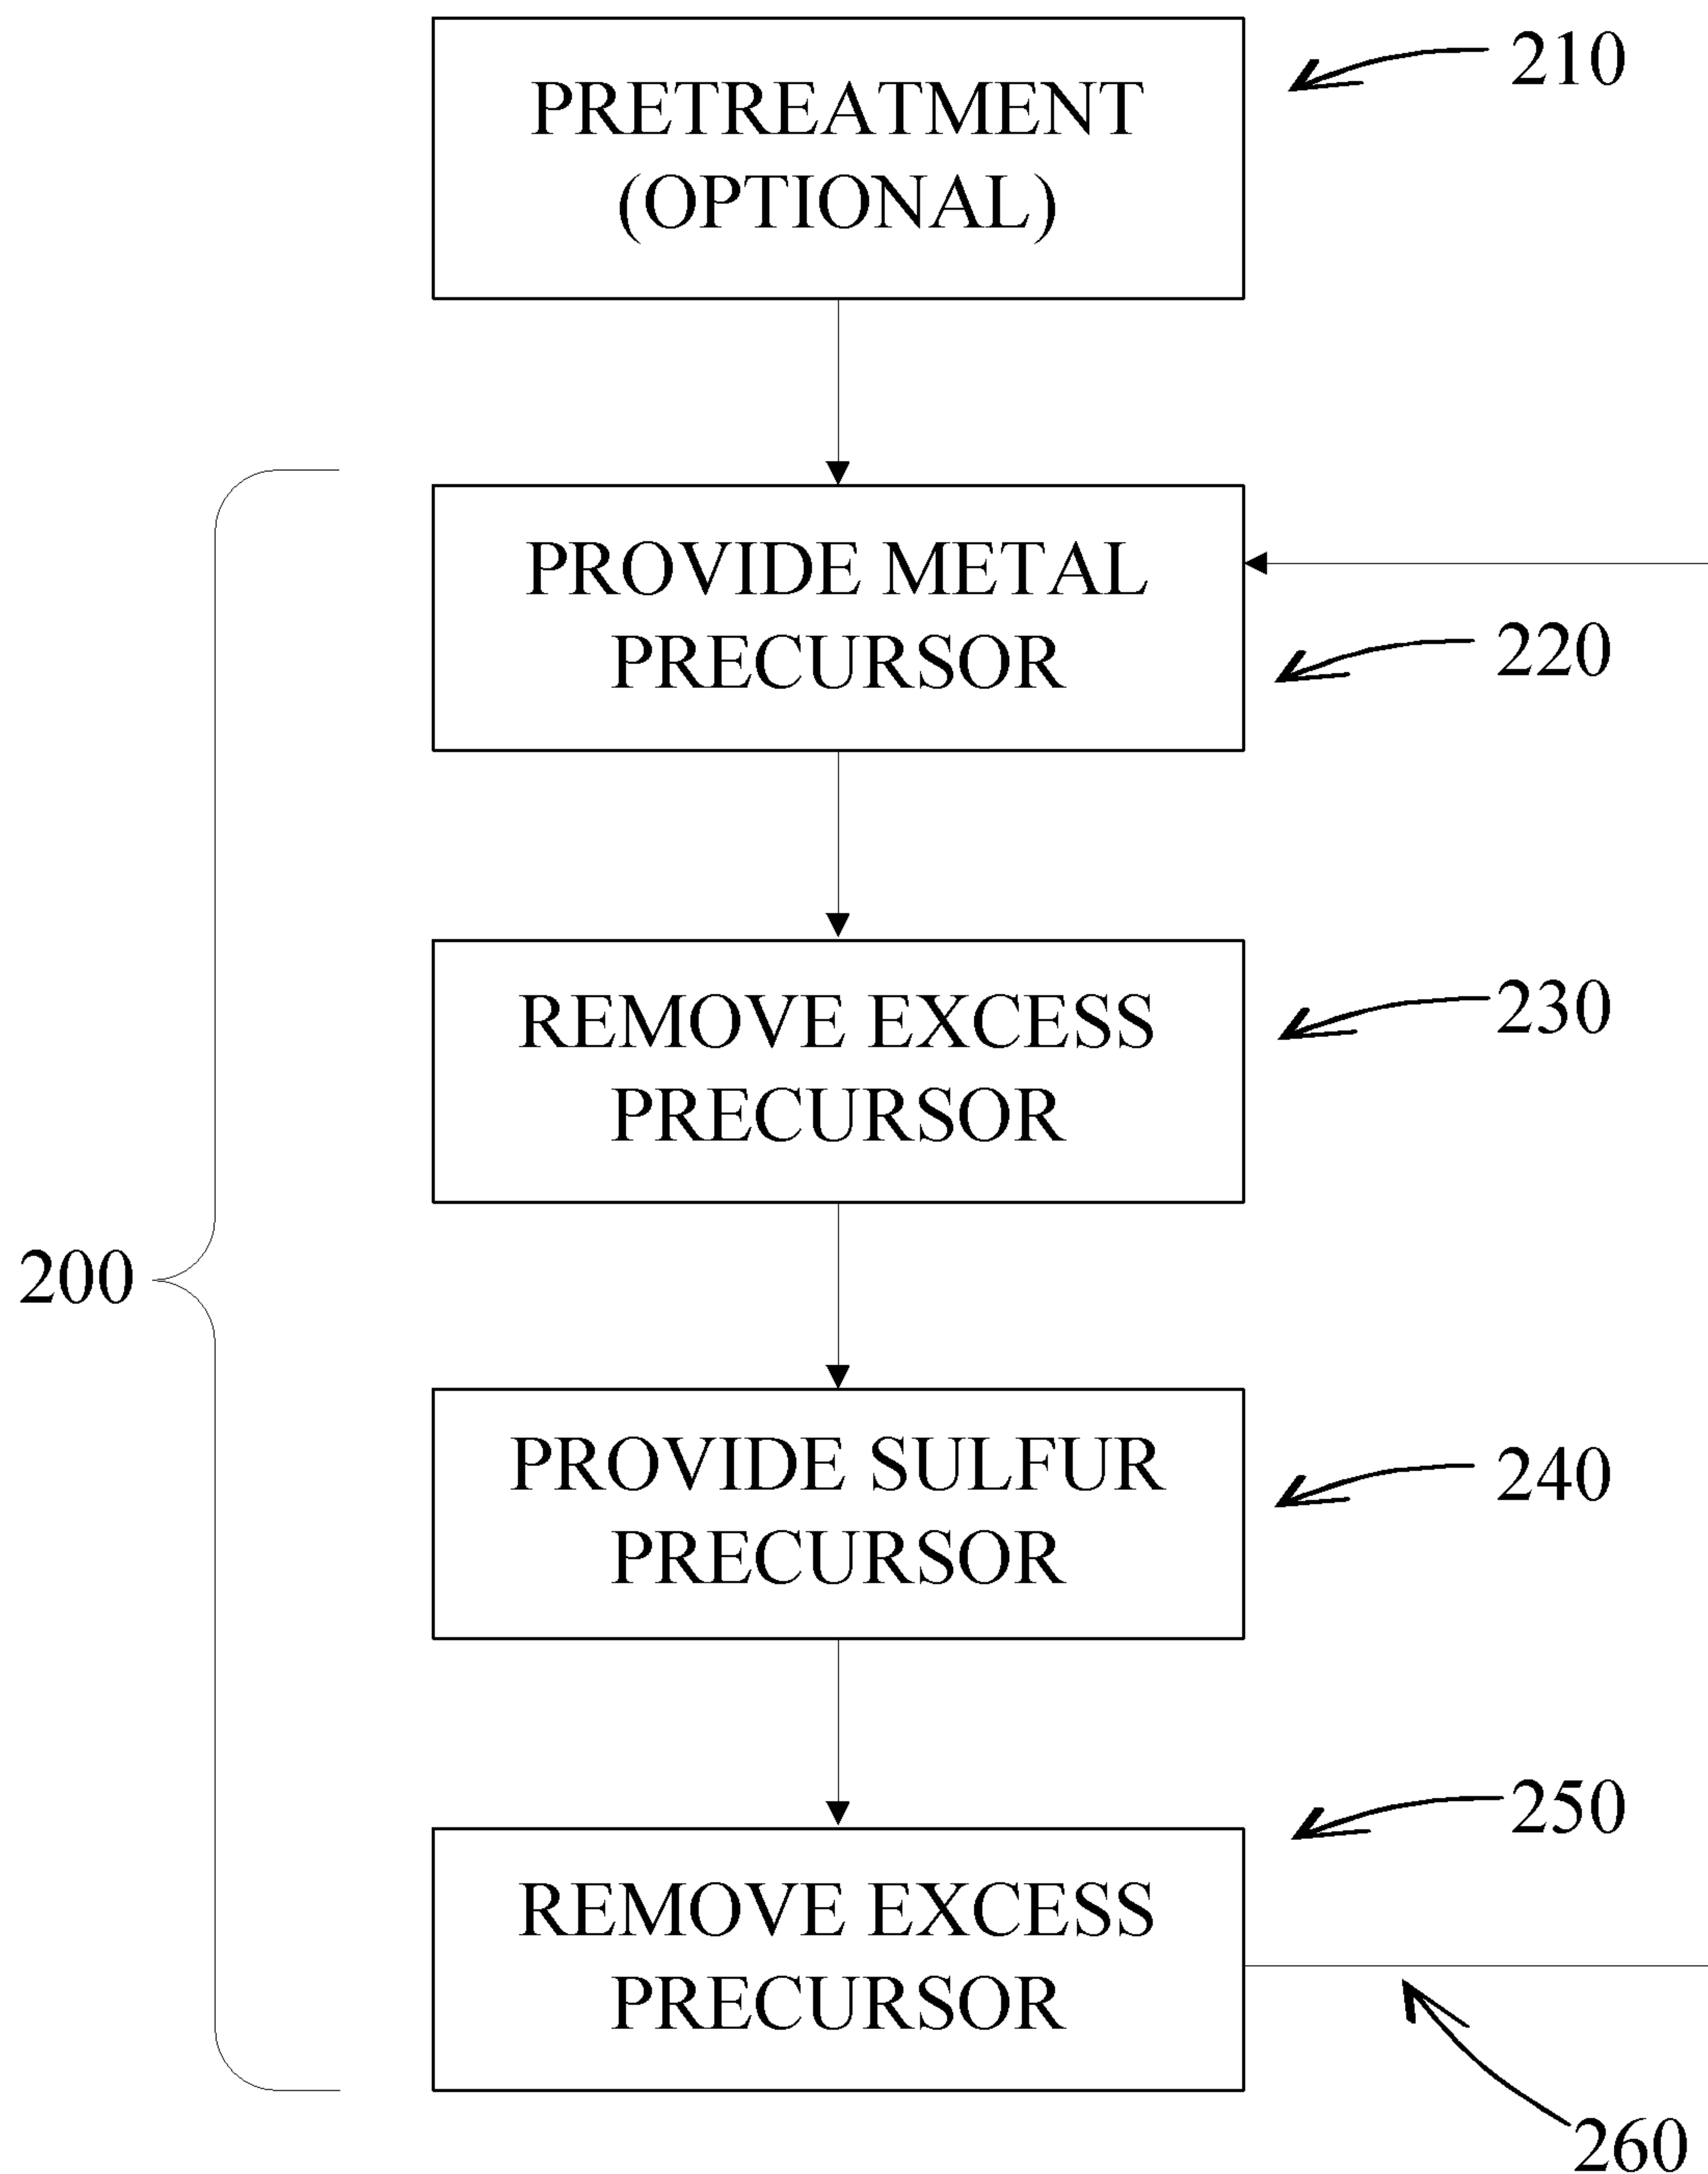 PRETREATMENT
(OPTIONAL)
210
PROVIDE METAL
PRECURSOR
220
REMOVE EXCESS
PRECURSOR
230
200
PROVIDE SULFUR
PRECURSOR
240
REMOVE EXCESS
PRECURSOR
250
260